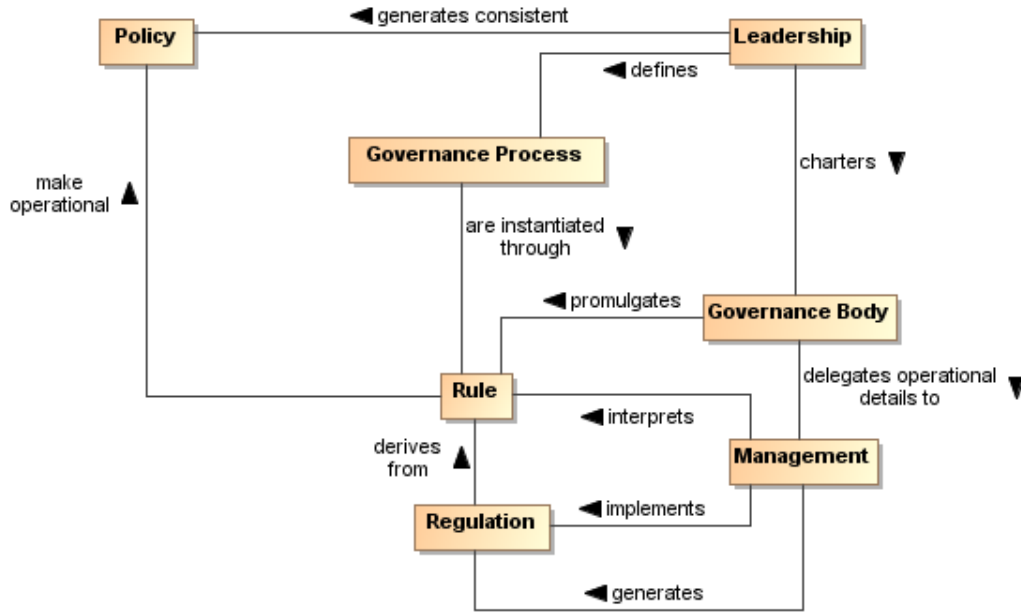 generates consistent
Policy
Leadership
defines
Governance Process
charters
make
operational
are instantiated
through
promulgates
Governance Body
delegates operational
details to
Rule
interprets
derives
from
Management
implements
Regulation
generates